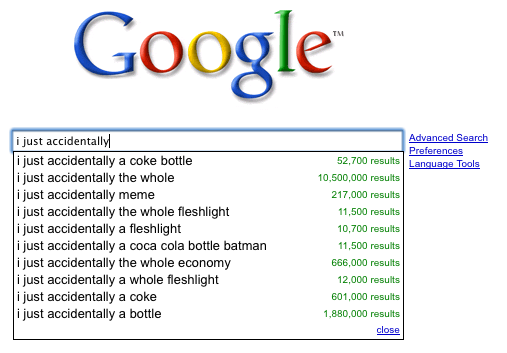 Google™
i just accidentally
Advanced Search
Preferences
Language Tools
i just accidentally a coke bottle 52,700 results
i just accidentally the whole 10,500,000 results
i just accidentally meme 217,000 results
i just accidentally the whole fleshlight 11,500 results
i just accidentally a fleshlight 10,700 results
i just accidentally a coca cola bottle batman 11,500 results
i just accidentally the whole economy 666,000 results
i just accidentally a whole fleshlight 12,000 results
i just accidentally a coke 601,000 results
i just accidentally a bottle 1,880,000 results
close